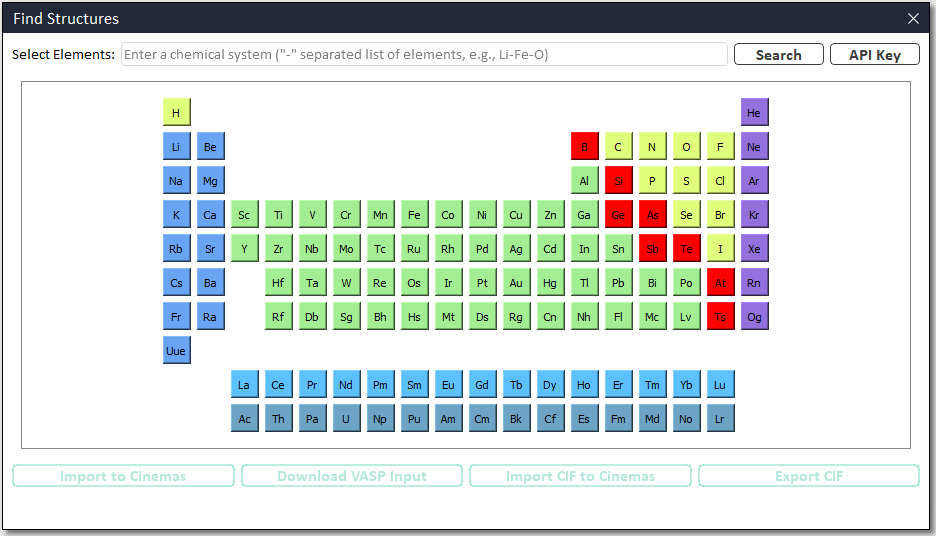 Find Structures
Select Elements: Enter a chemical system ("-" separated list of elements, e.g., Li-Fe-O) Search API Key
H He
Li Be B C N O F Ne
Na Mg Al Si P S Cl Ar
K Ca Sc Ti V Cr Mn Fe Co Ni Cu Zn Ga Ge As Se Br Kr
Rb Sr Y Zr Nb Mo Tc Ru Rh Pd Ag Cd In Sn Sb Te I Xe
Cs Ba Hf Ta W Re Os Ir Pt Au Hg Tl Pb Bi Po At Rn
Fr Ra Rf Db Sg Bh Hs Mt Ds Rg Cn Nh Fl Mc Lv Ts Og
Uue
La Ce Pr Nd Pm Sm Eu Gd Tb Dy Ho Er Tm Yb Lu
Ac Th Pa U Np Pu Am Cm Bk Cf Es Fm Md No Lr
Import to Cinemas Download VASP Input Import CIF to Cinemas Export CIF